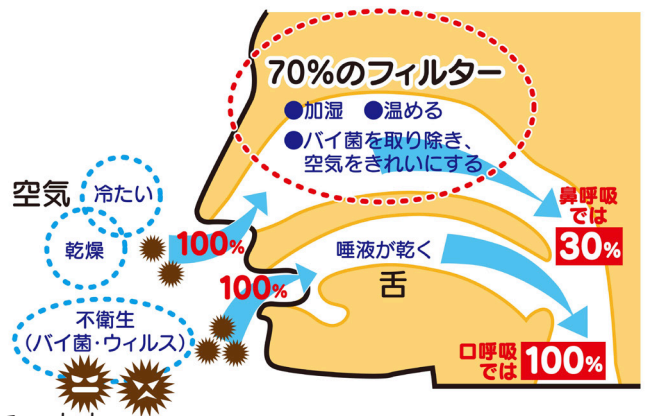 70%のフィルター
●加湿 ●温める
●バイ菌を取り除き、
空気をきれいにする
空気
冷たい
乾燥
100%
100%
不衛生
(バイ菌・ウィルス)
唾液が乾く
舌
鼻呼吸
では
30%
口呼吸
では
100%